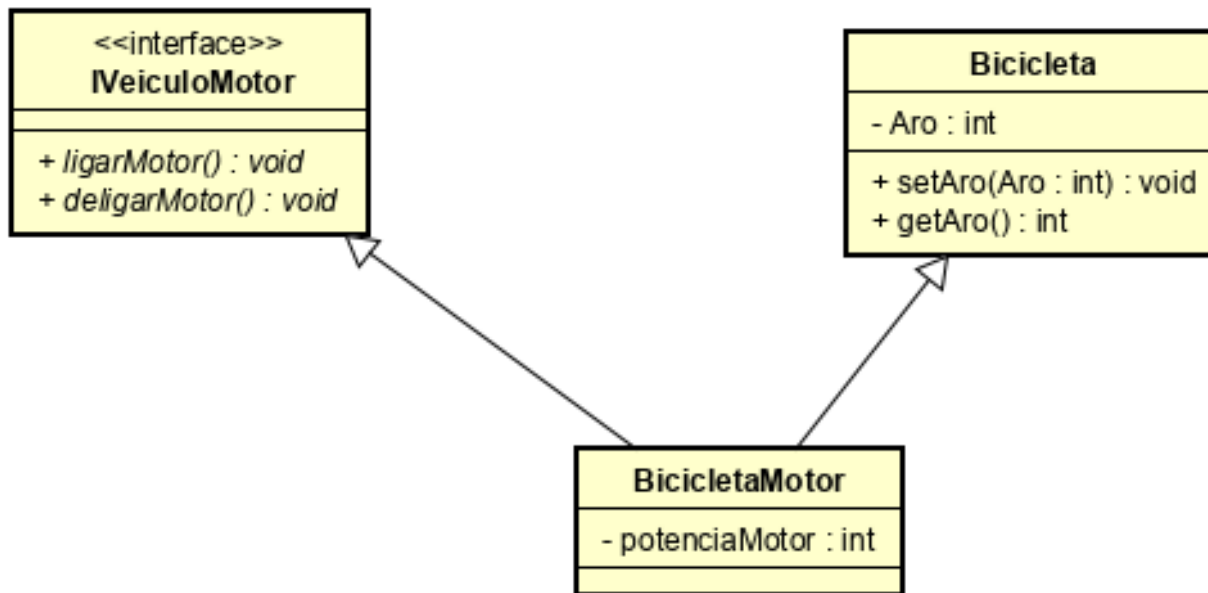 <<interface>>
IVeiculoMotor
+ ligarMotor() : void
+ deligarMotor() : void
Bicicleta
- Aro : int
+ setAro(Aro : int) : void
+ getAro() : int
BicicletaMotor
- potenciaMotor : int